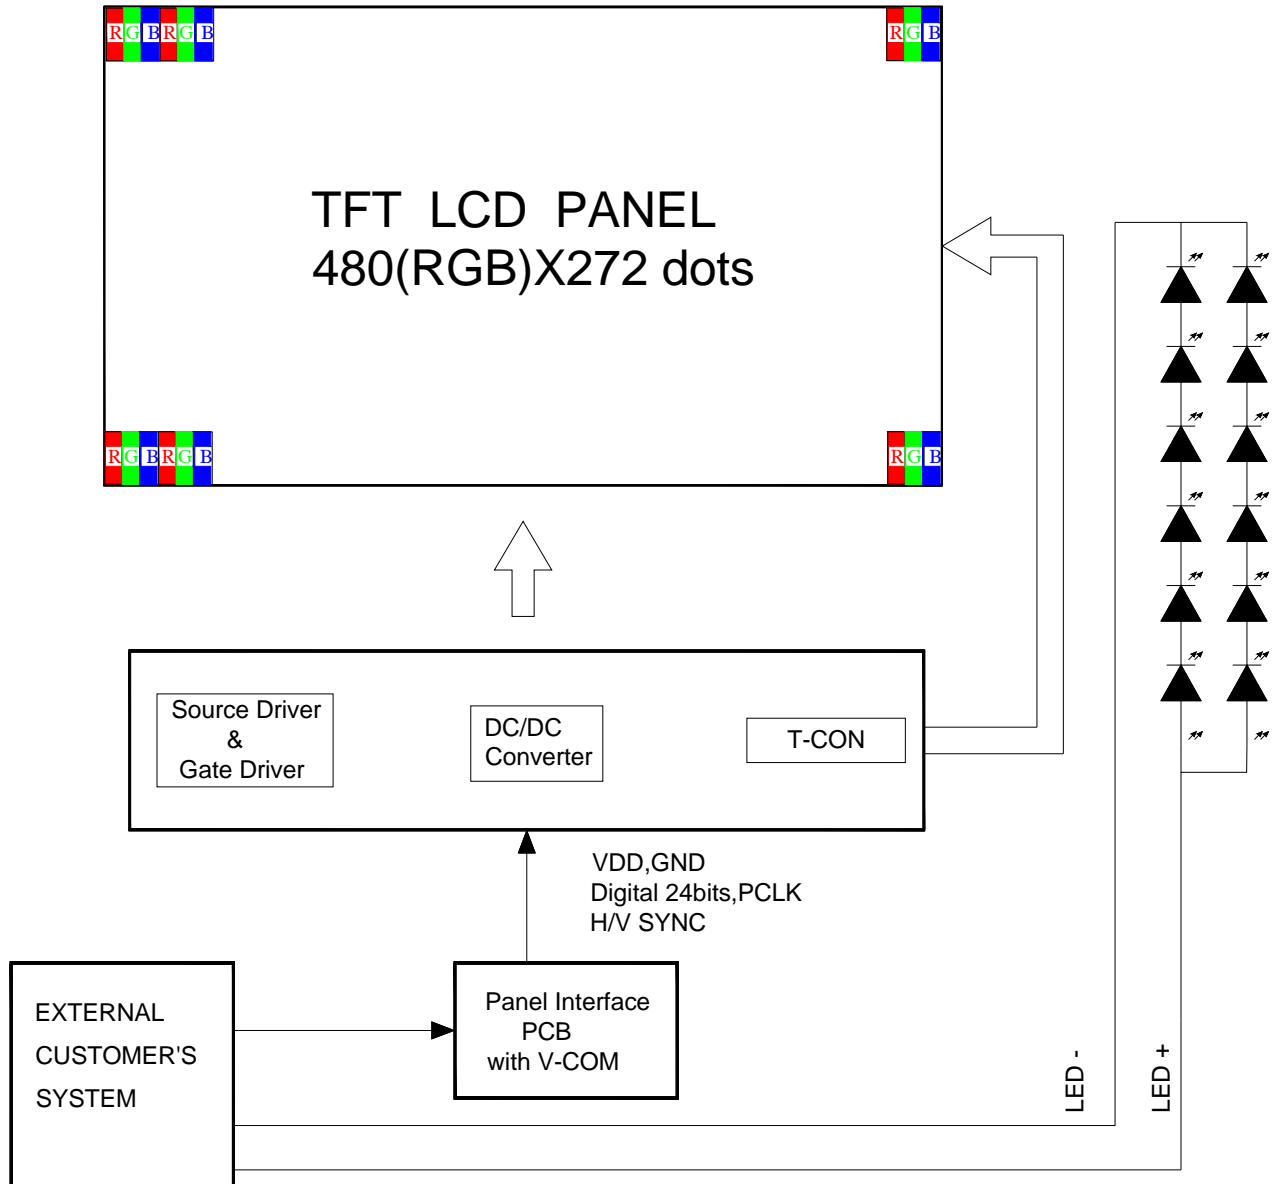 RGBRGB
RGB
TFT LCD PANEL
480(RGB)X272 dots
RGBRGB
RGB
Source Driver
&
Gate Driver
DC/DC
Converter
T-CON
VDD,GND
Digital 24bits,PCLK
H/V SYNC
EXTERNAL
CUSTOMER'S
SYSTEM
Panel Interface
PCB
with V-COM
LED -
LED +